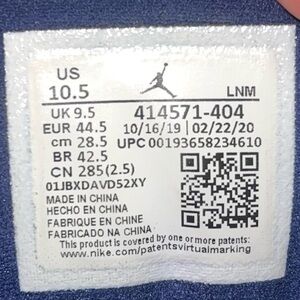 US
10.5
LNM
UK 9.5
414571-404
EUR 44.5
10/16/19 | 02/22/20
cm 28.5
UPC 00193658234610
BR 42.5
CN 285(2.5)
01JBXDAVD52XY
MADE IN CHINA
HECHO EN CHINA
FABRIQUE EN CHINE
FABRICADO NA CHINA
This product is covered by one or more patents:
www.nike.com/patentsvirtualmarking